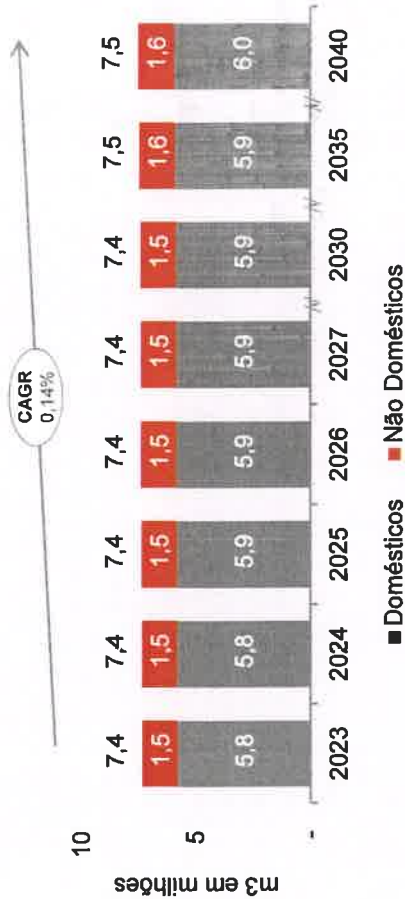 CAGR
0,14%
m3 em milhões
10
5
-
7,4 7,4 7,4 7,4 7,4 7,4 7,5 7,5
1,5 1,5 1,5 1,5 1,5 1,5 1,6 1,6
5,8 5,8 5,9 5,9 5,9 5,9 5,9 6,0
2023 2024 2025 2026 2027 2030 2035 2040
Domésticos Não Domésticos